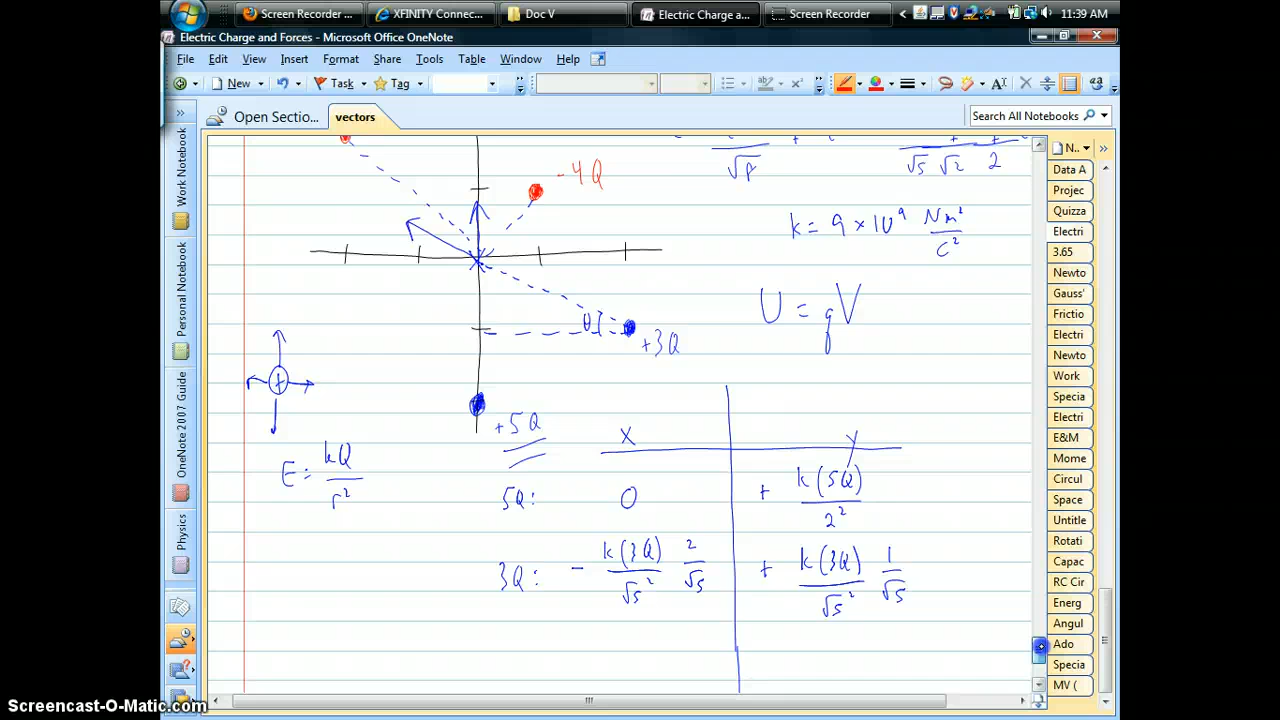 Screen Recorder ...
XFINITY Connec...
Doc V
Electric Charge a...
Screen Recorder
11:39 AM
Electric Charge and Forces - Microsoft Office OneNote
File Edit View Insert Format Share Tools Table Window Help
New Task Tag
Open Sectio... vectors
Search All Notebooks
N..
Work Notebook
Personal Notebook
OneNote 2007 Guide
Physics
Data A
Projec
Quizza
Electri
3.65
Newto
Gauss'
Frictio
Electri
Newto
Work
Specia
Electri
E&M
Mome
Circul
Space
Untitle
Rotati
Capac
RC Cir
Energ
Angul
Ado
Specia
MV (
√5 √2 2
-4Q
k = 9 × 10⁹ Nm²/C²
U = qV
θ
+3Q
+
+5Q
E = kQ/r²
X Y
5Q: 0 + k(5Q)/2²
3Q: - k(3Q)/√5² 2/√5 + k(3Q)/√5² 1/√5
Screencast-O-Matic.com